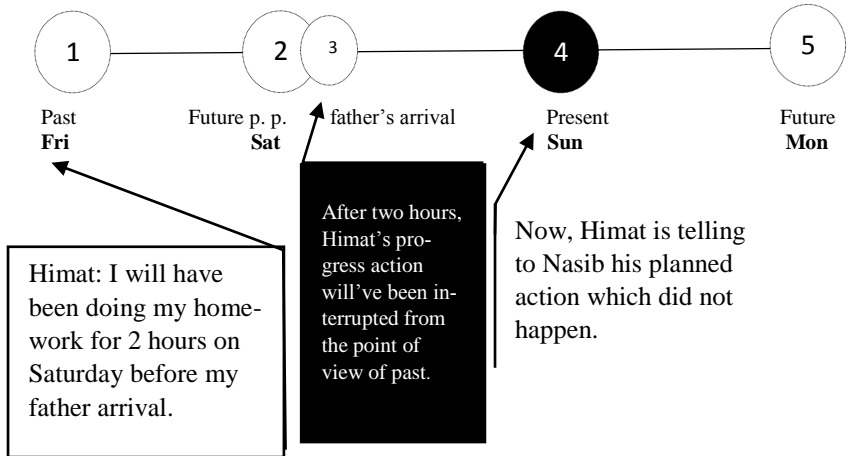 1
2
3
4
5
Past
Fri
Future p. p.
Sat
father's arrival
Present
Sun
Future
Mon
Himat: I will have
been doing my home-
work for 2 hours on
Saturday before my
father arrival.
After two hours,
Himat's pro-
gress action
will've been in-
terrupted from
the point of
view of past.
Now, Himat is telling
to Nasib his planned
action which did not
happen.